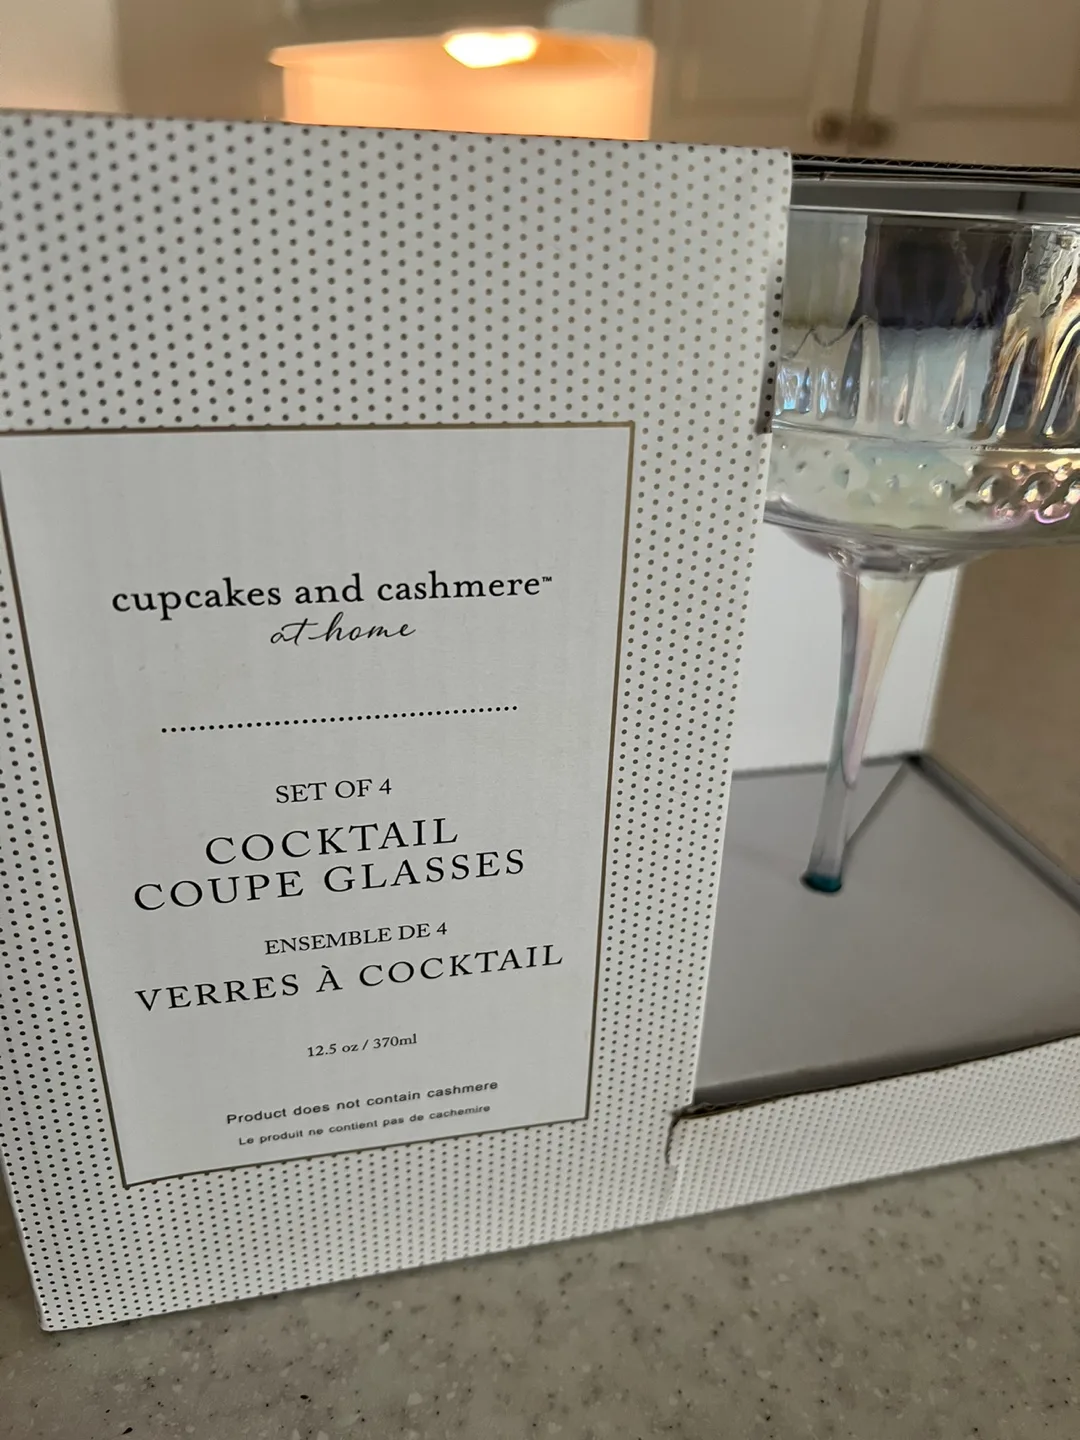 cupcakes and cashmere™
at home
SET OF 4
COCKTAIL
COUPE GLASSES
ENSEMBLE DE 4
VERRES À COCKTAIL
12.5 oz / 370ml
Product does not contain cashmere
Le produit ne contient pas de cachemire